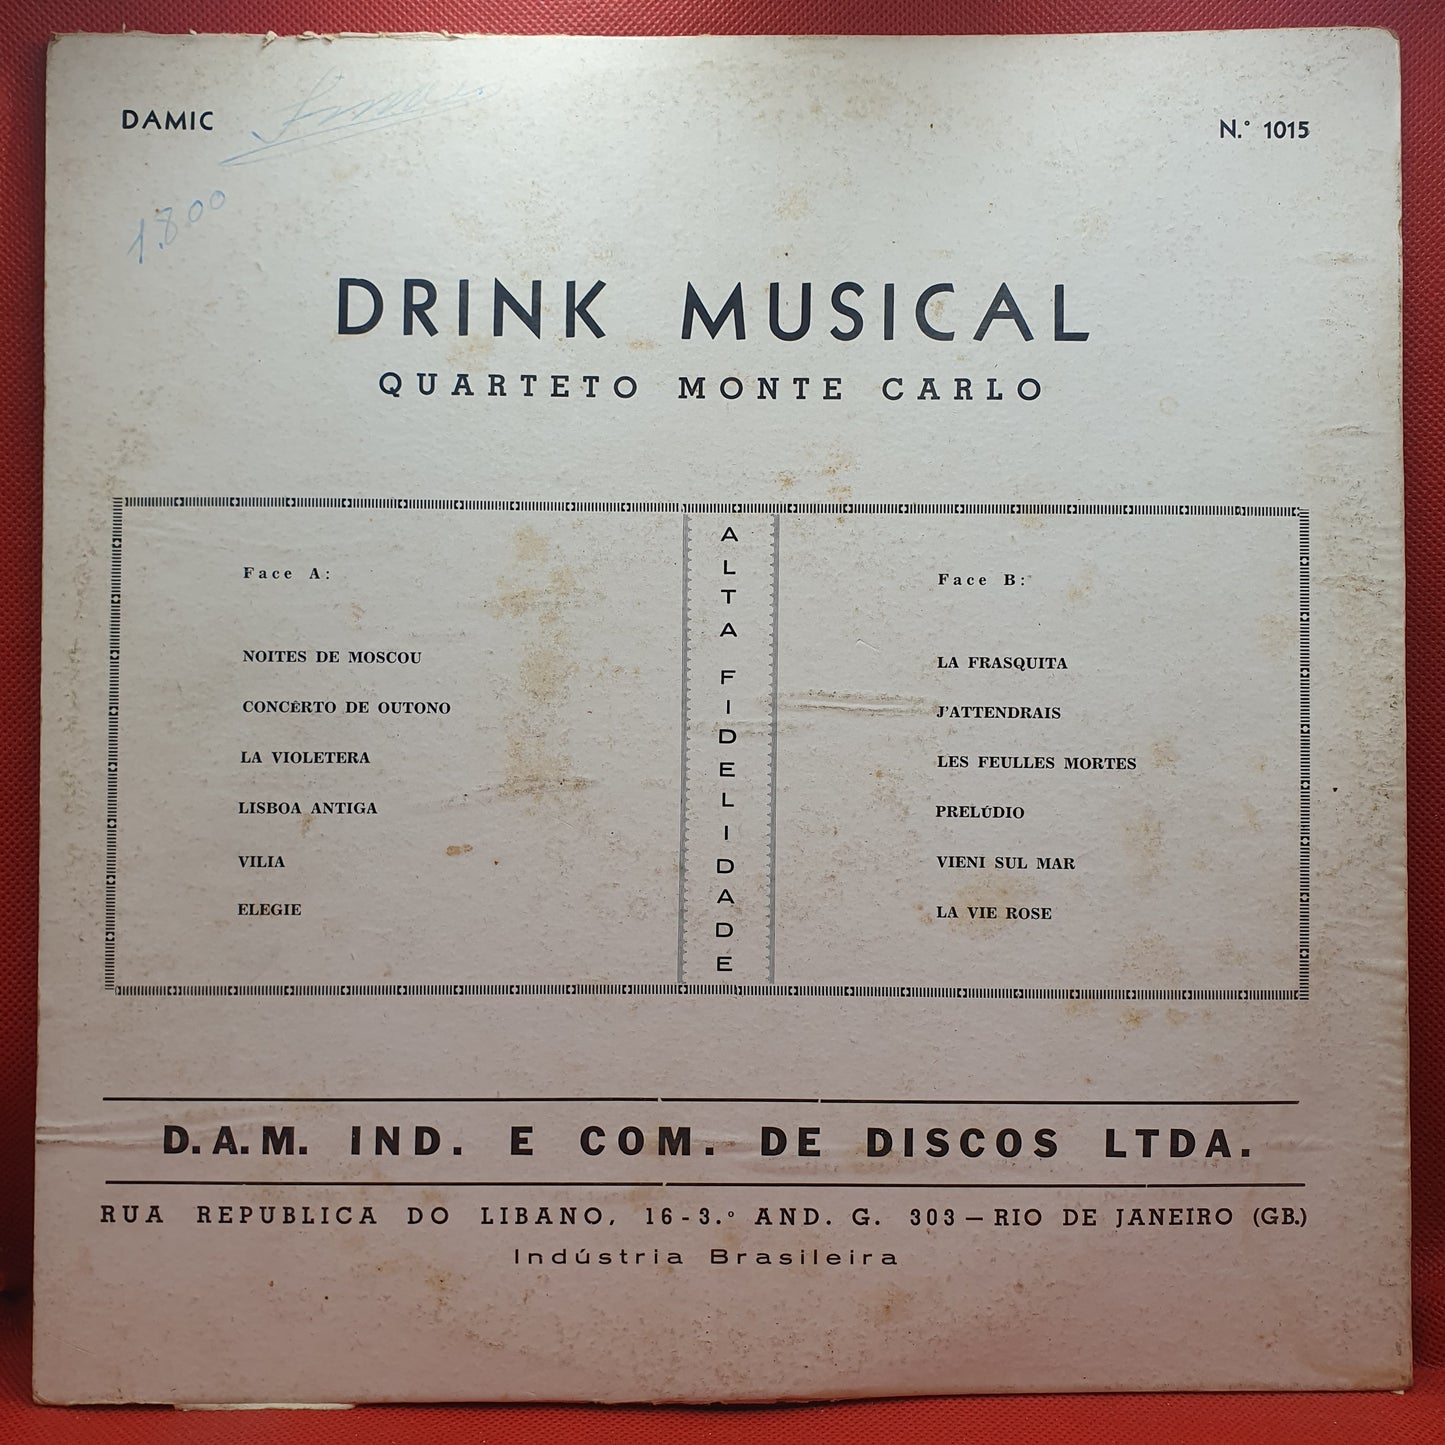 DAMIC
N.º 1015
1.800
DRINK MUSICAL
QUARTETO MONTE CARLO
Face A:
NOITES DE MOSCOU
CONCÊRTO DE OUTONO
LA VIOLETERA
LISBOA ANTIGA
VILIA
ELEGIE
ALTA FIDELIDADE
Face B:
LA FRASQUITA
J'ATTENDRAIS
LES FEULLES MORTES
PRELÚDIO
VIENI SUL MAR
LA VIE ROSE
D.A.M. IND. E COM. DE DISCOS LTDA.
RUA REPUBLICA DO LIBANO, 16-3.º AND. G. 303 — RIO DE JANEIRO (GB.)
Indústria Brasileira